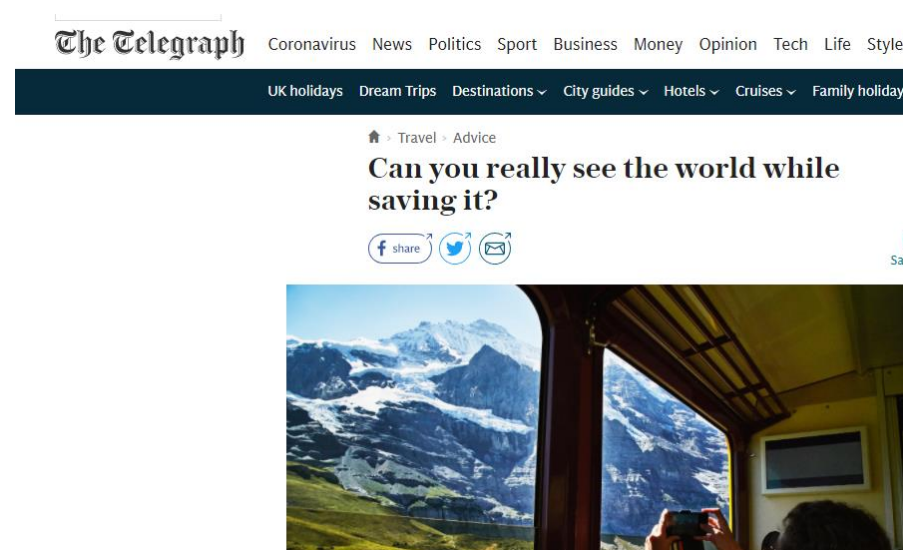 The Telegraph
Coronavirus News Politics Sport Business Money Opinion Tech Life Style
UK holidays Dream Trips Destinations City guides Hotels Cruises Family holiday
Travel Advice
Can you really see the world while
saving it?
share
Sa